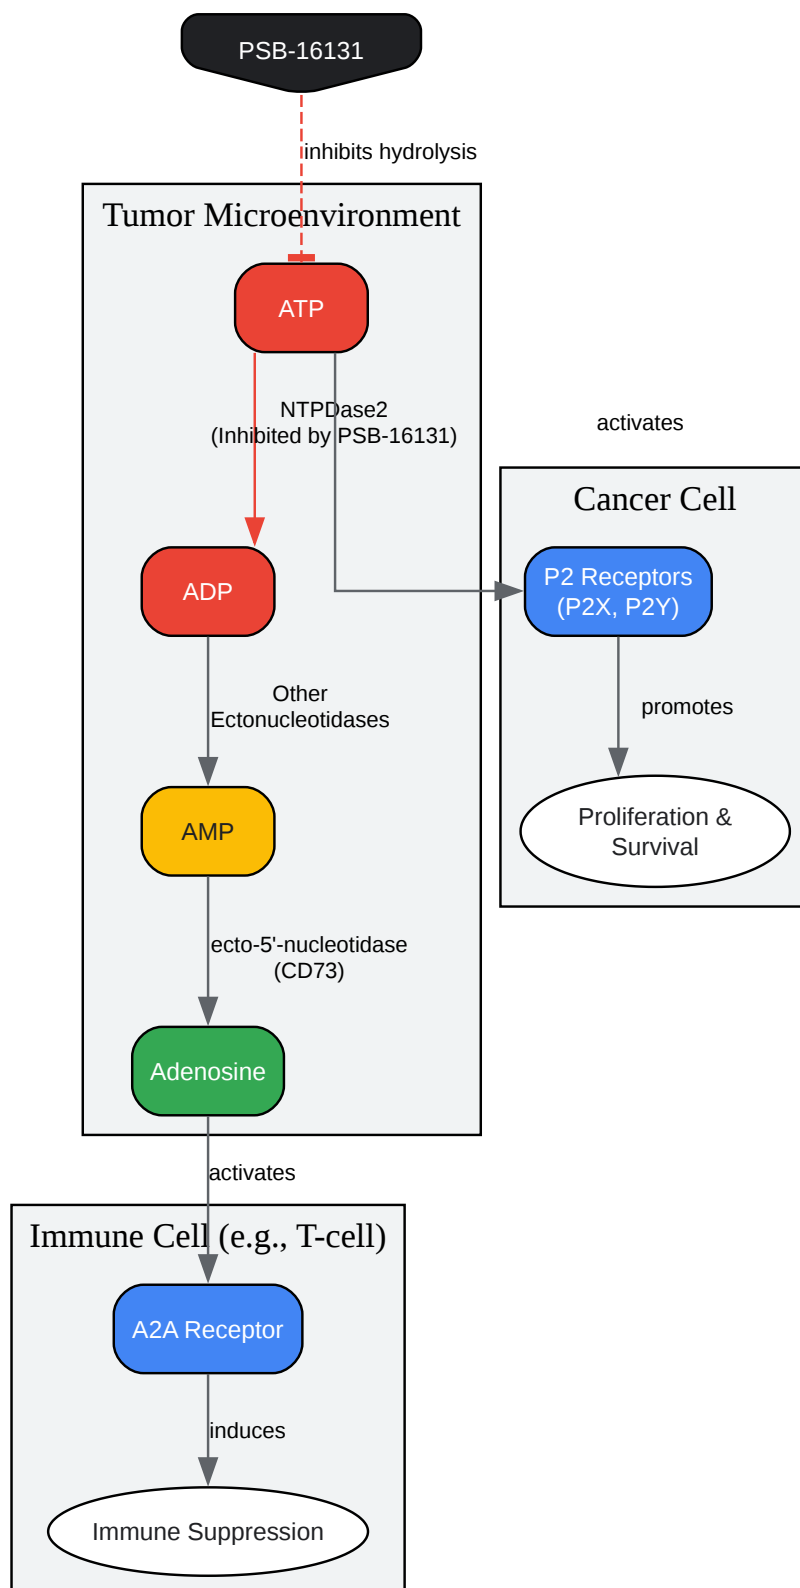 PSB-16131
inhibits hydrolysis
Tumor Microenvironment
ATP
NTPDase2
(Inhibited by PSB-16131)
activates
Cancer Cell
P2 Receptors
(P2X, P2Y)
ADP
Other
Ectonucleotidases
promotes
AMP
Proliferation &
Survival
ecto-5'-nucleotidase
(CD73)
Adenosine
activates
Immune Cell (e.g., T-cell)
A2A Receptor
induces
Immune Suppression